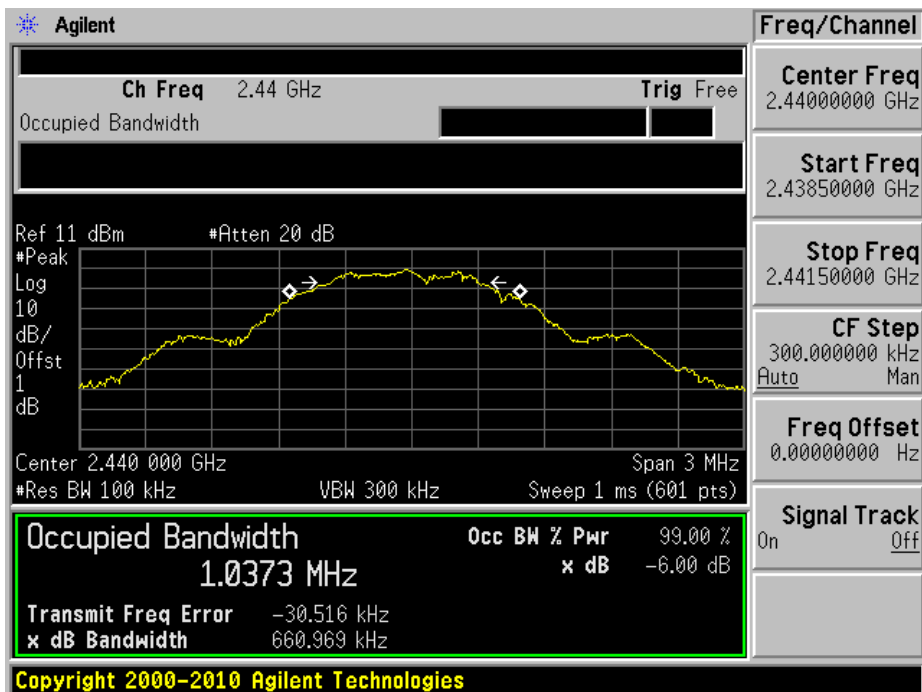 Agilent
Freq/Channel
Ch Freq 2.44 GHz Trig Free
Occupied Bandwidth
Center Freq
2.44000000 GHz
Start Freq
2.43850000 GHz
Stop Freq
2.44150000 GHz
CF Step
300.000000 kHz
Auto Man
Freq Offset
0.00000000 Hz
Signal Track
On Off
Ref 11 dBm #Atten 20 dB
#Peak
Log
10
dB/
Offst
1
dB
Center 2.440 000 GHz Span 3 MHz
#Res BW 100 kHz VBW 300 kHz Sweep 1 ms (601 pts)
Occupied Bandwidth Occ BW % Pwr 99.00 %
1.0373 MHz x dB -6.00 dB
Transmit Freq Error -30.516 kHz
x dB Bandwidth 660.969 kHz
Copyright 2000-2010 Agilent Technologies